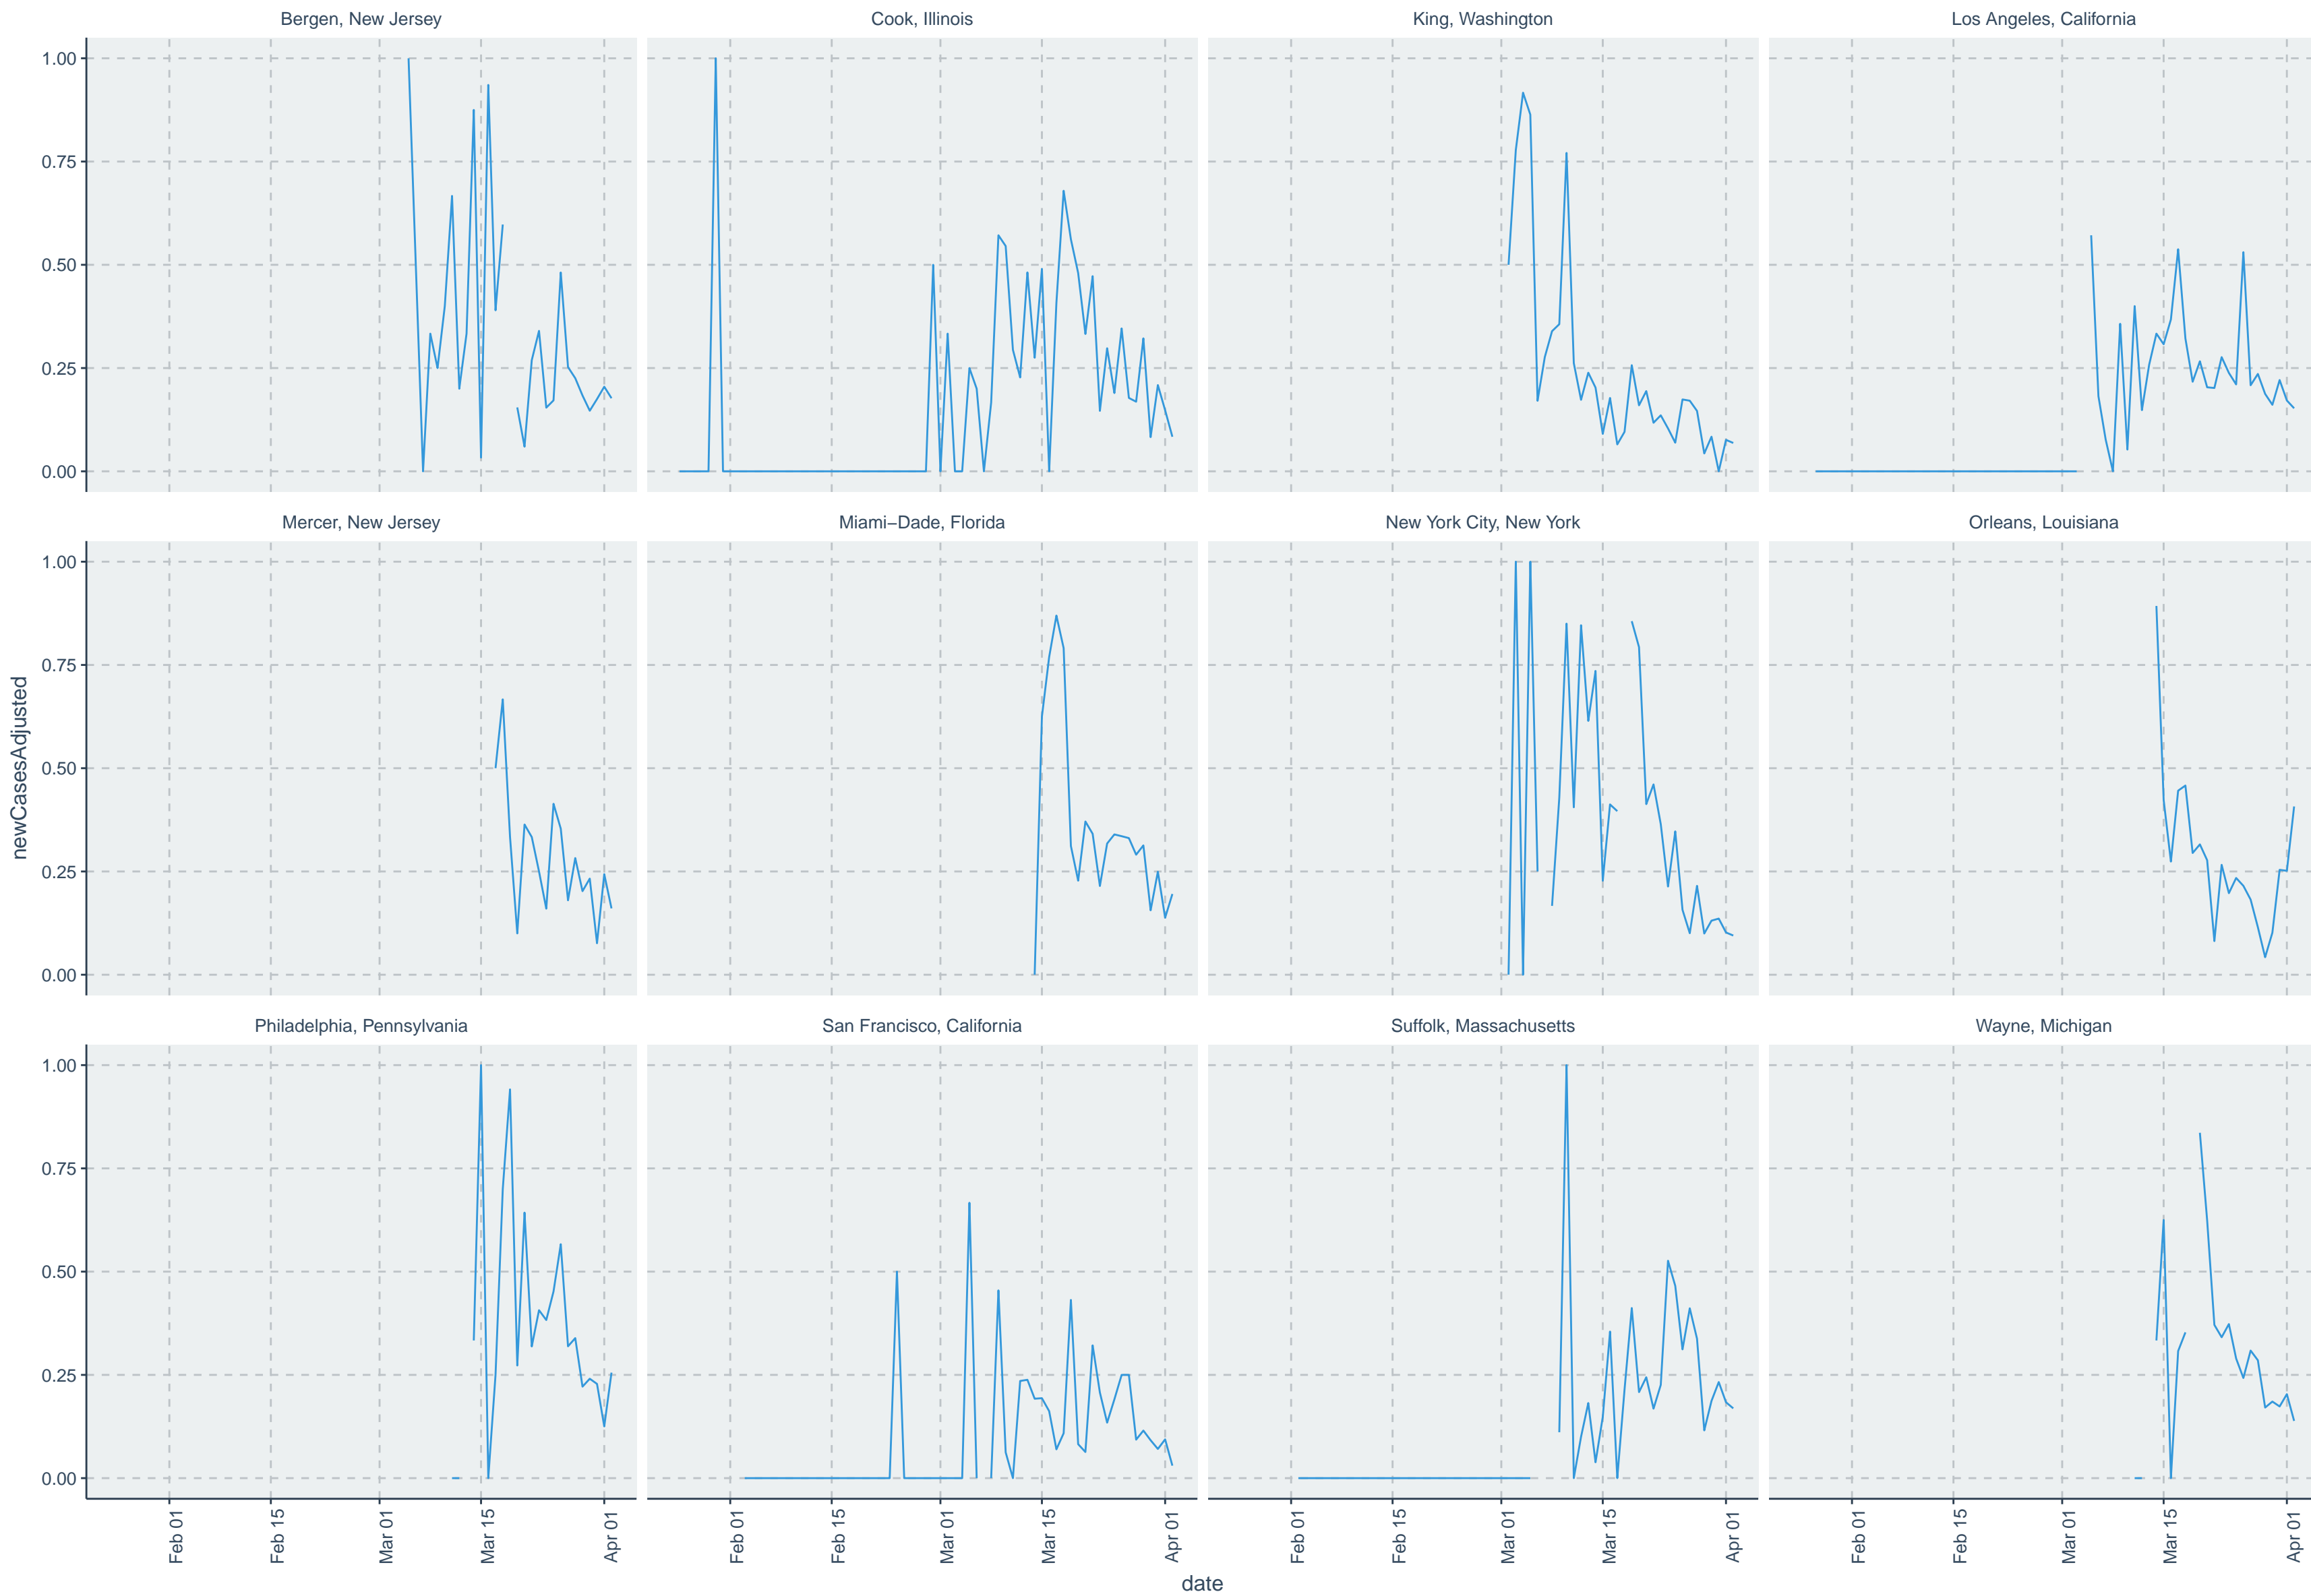 Bergen, New Jersey
Cook, Illinois
King, Washington
Los Angeles, California
1.00
0.75
0.50
0.25
0.00
Mercer, New Jersey
Miami−Dade, Florida
New York City, New York
Orleans, Louisiana
1.00
0.75
0.50
0.25
0.00
newCasesAdjusted
Philadelphia, Pennsylvania
San Francisco, California
Suffolk, Massachusetts
Wayne, Michigan
1.00
0.75
0.50
0.25
0.00
Feb 01
Feb 15
Mar 01
Mar 15
Apr 01
Feb 01
Feb 15
Mar 01
Mar 15
Apr 01
Feb 01
Feb 15
Mar 01
Mar 15
Apr 01
Feb 01
Feb 15
Mar 01
Mar 15
Apr 01
date